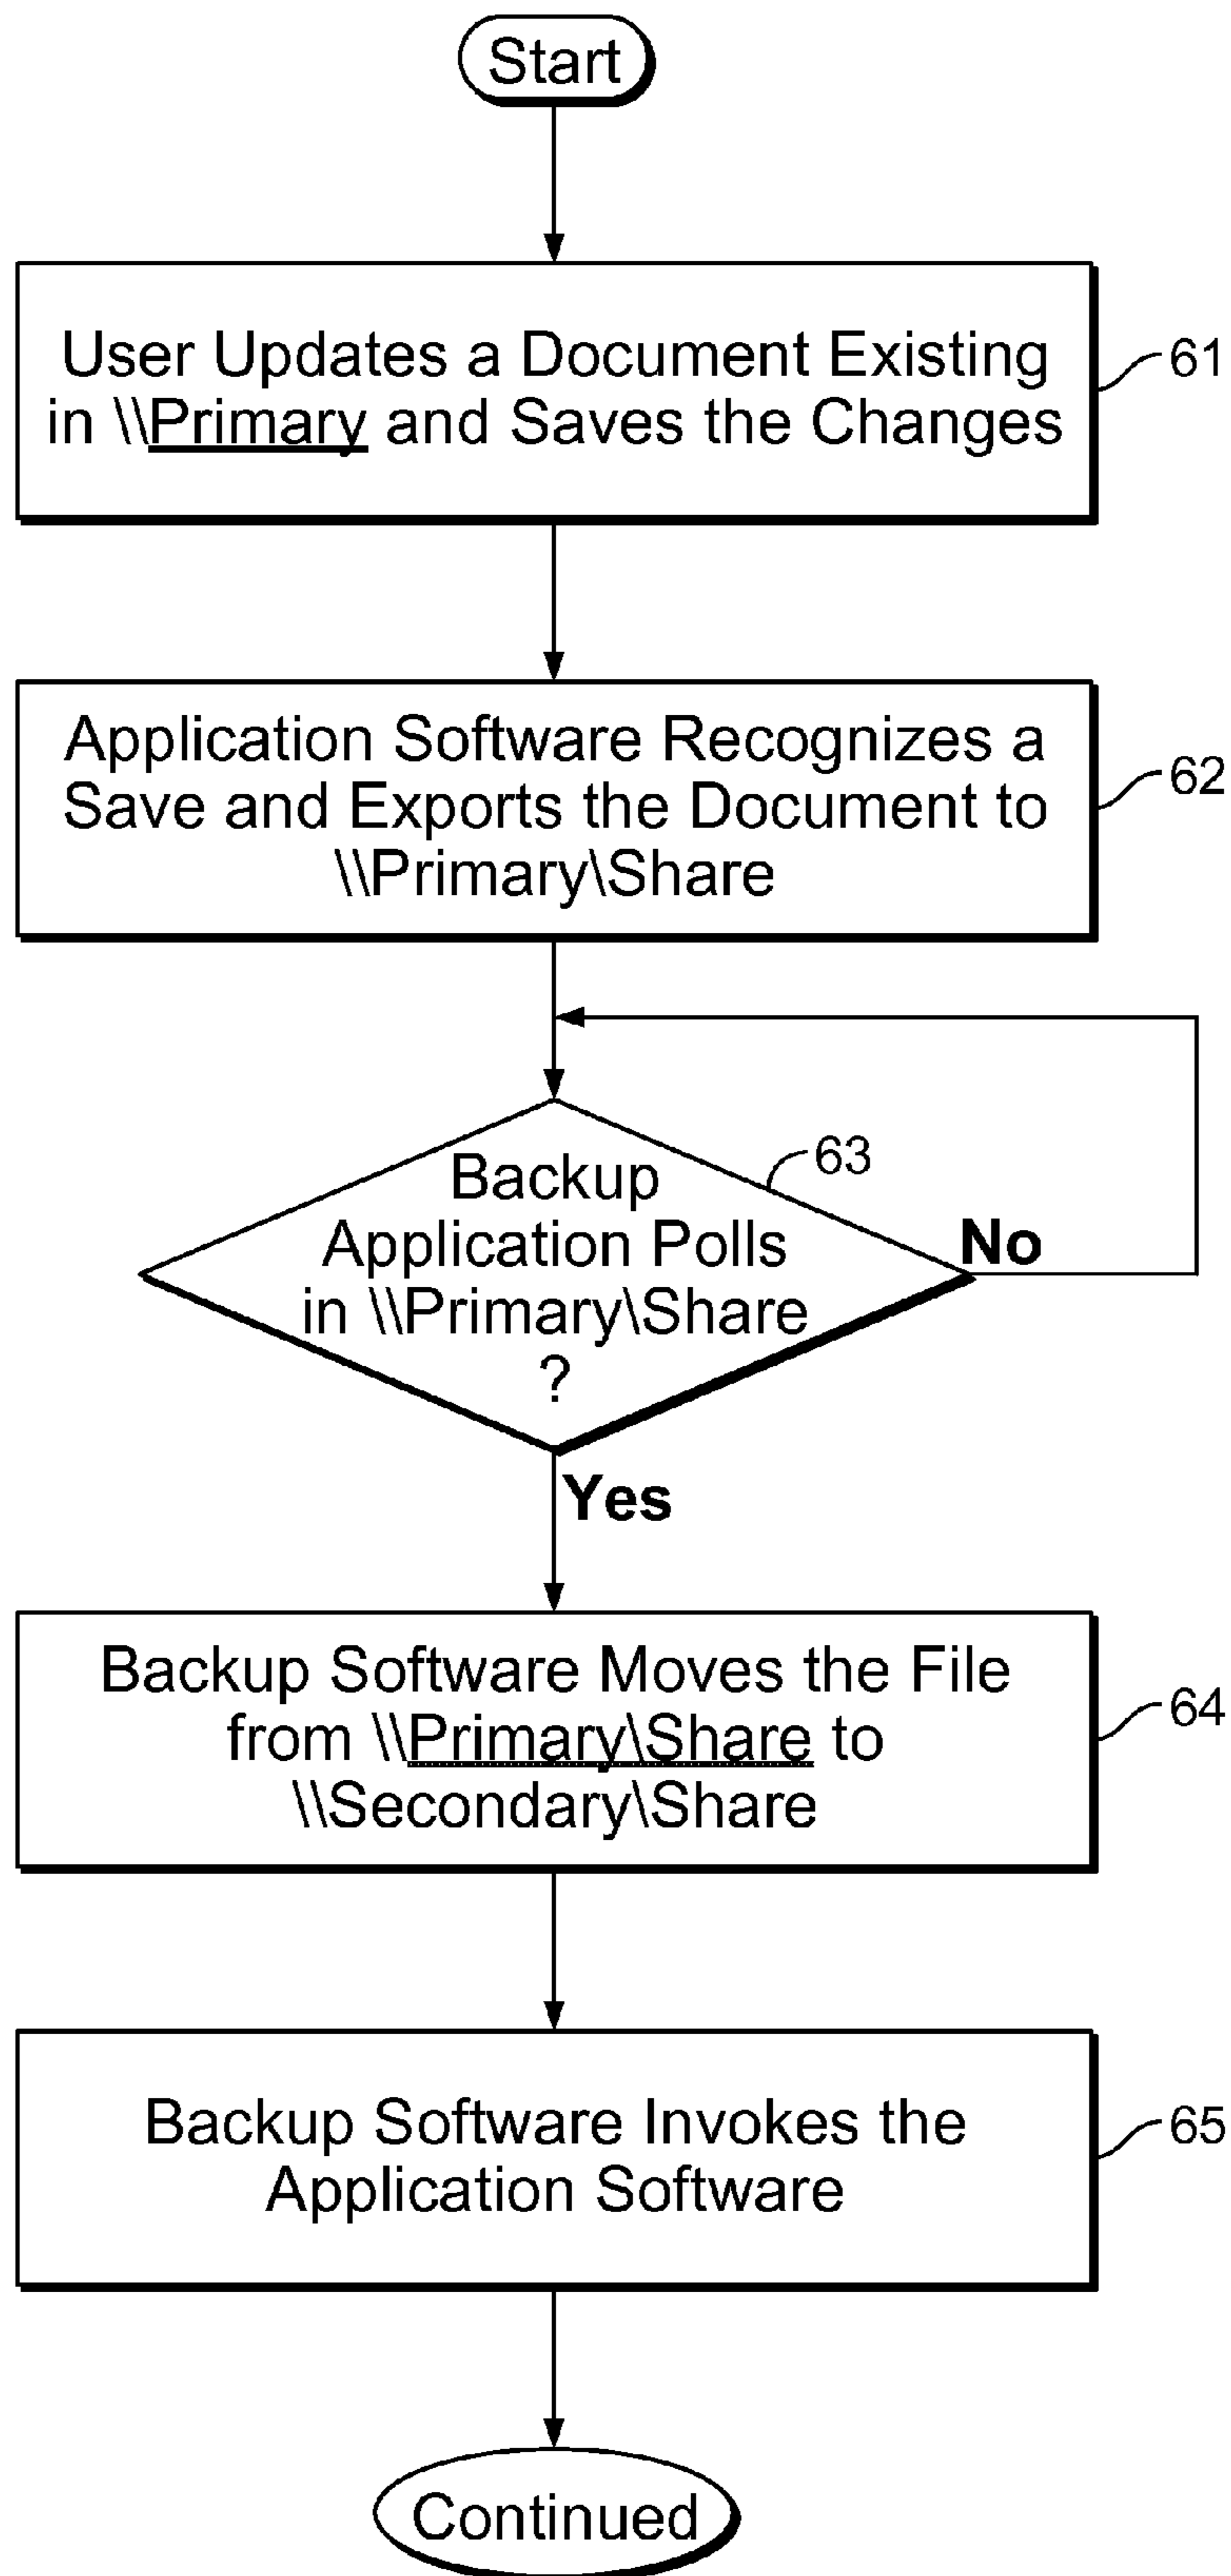 Start
User Updates a Document Existing
in \\Primary and Saves the Changes
61
Application Software Recognizes a
Save and Exports the Document to
\\Primary\Share
62
Backup
Application Polls
in \\Primary\Share
?
63
No
Yes
Backup Software Moves the File
from \\Primary\Share to
\\Secondary\Share
64
Backup Software Invokes the
Application Software
65
Continued